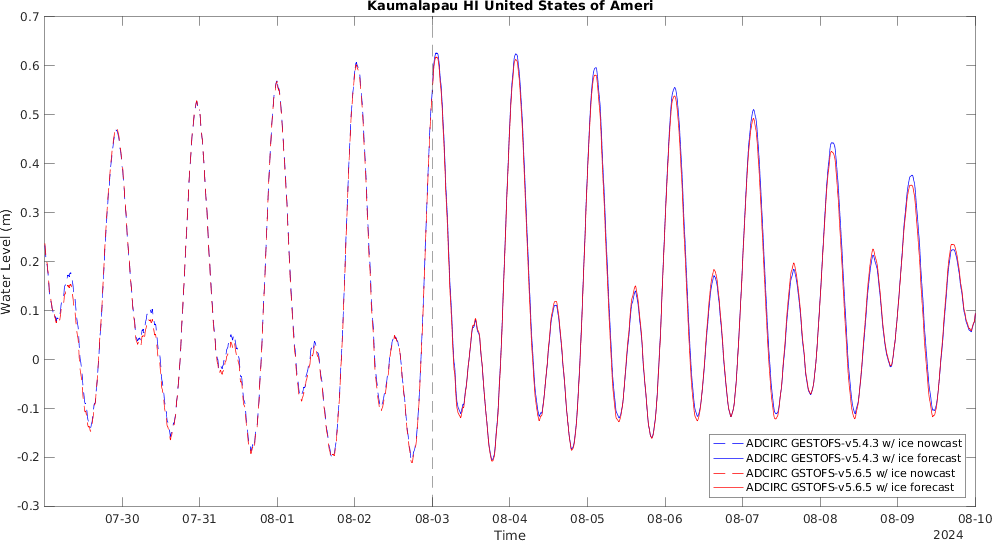 Kaumalapau HI United States of Ameri
0.7
0.6
0.5
0.4
0.3
0.2
0.1
0
-0.1
-0.2
-0.3
Water Level (m)
ADCIRC GESTOFS-v5.4.3 w/ ice nowcast
ADCIRC GESTOFS-v5.4.3 w/ ice forecast
ADCIRC GSTOFS-v5.6.5 w/ ice nowcast
ADCIRC GSTOFS-v5.6.5 w/ ice forecast
07-30 07-31 08-01 08-02 08-03 08-04 08-05 08-06 08-07 08-08 08-09 08-10
Time
2024